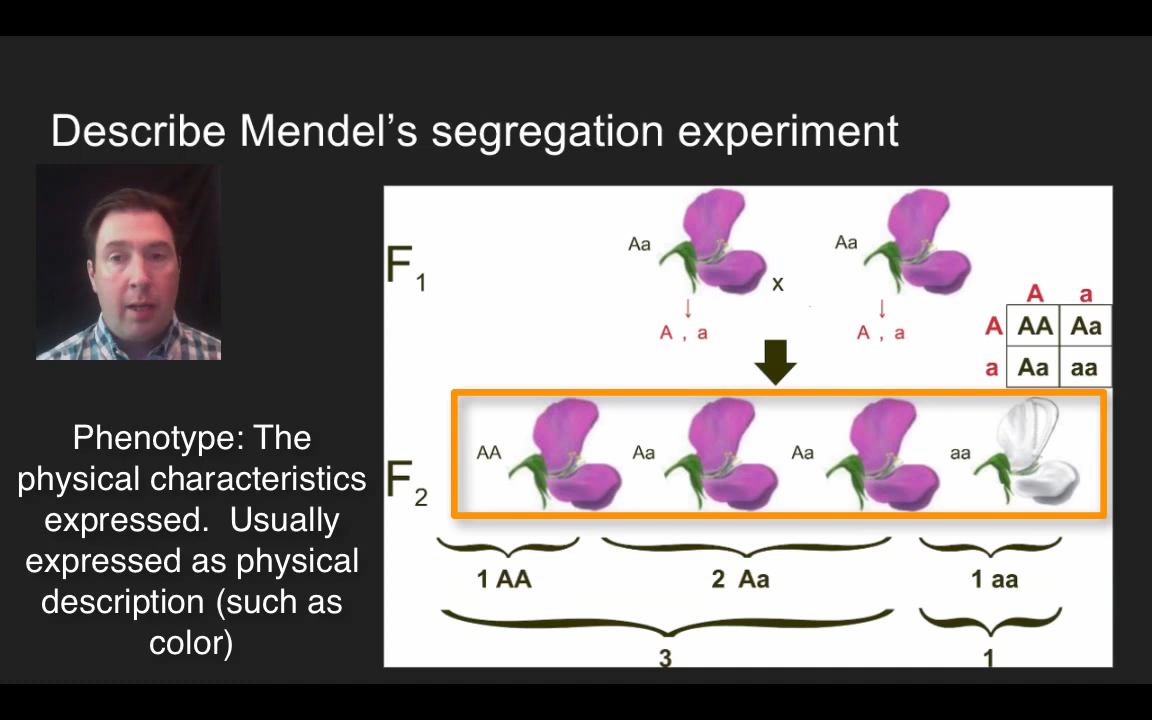 Describe Mendel's segregation experiment
Phenotype: The
physical characteristics
expressed.  Usually
expressed as physical
description (such as
color)
F1
Aa
x
Aa
A , a
A , a
A a
A AA Aa
a Aa aa
F2
AA
Aa
Aa
aa
1 AA
2 Aa
1 aa
3
1